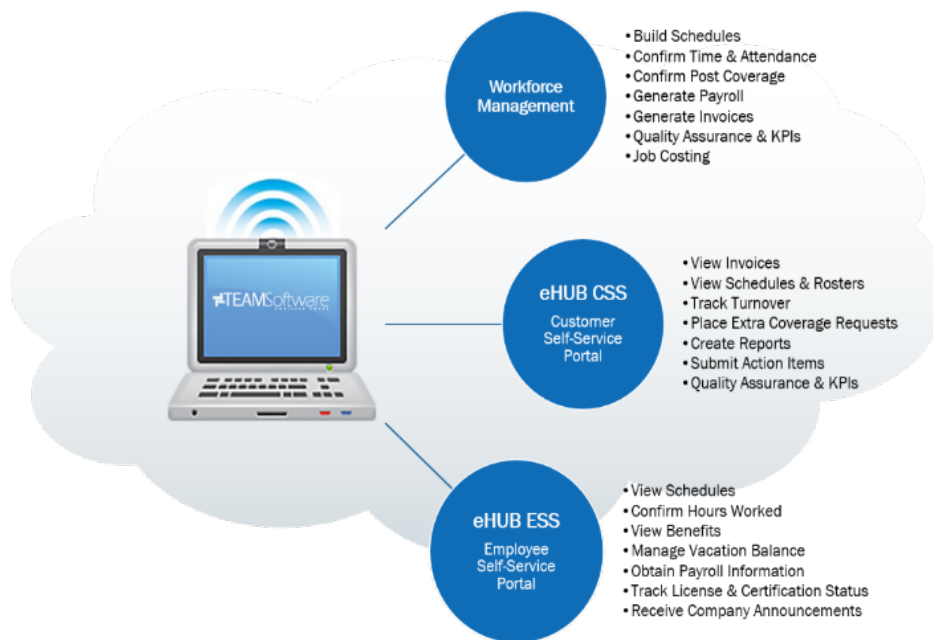 Workforce
Management
• Build Schedules
• Confirm Time & Attendance
• Confirm Post Coverage
• Generate Payroll
• Generate Invoices
• Quality Assurance & KPIs
• Job Costing
TEAMSoftware
eHUB CSS
Customer
Self-Service
Portal
• View Invoices
• View Schedules & Rosters
• Track Turnover
• Place Extra Coverage Requests
• Create Reports
• Submit Action Items
• Quality Assurance & KPIs
eHUB ESS
Employee
Self-Service
Portal
• View Schedules
• Confirm Hours Worked
• View Benefits
• Manage Vacation Balance
• Obtain Payroll Information
• Track License & Certification Status
• Receive Company Announcements